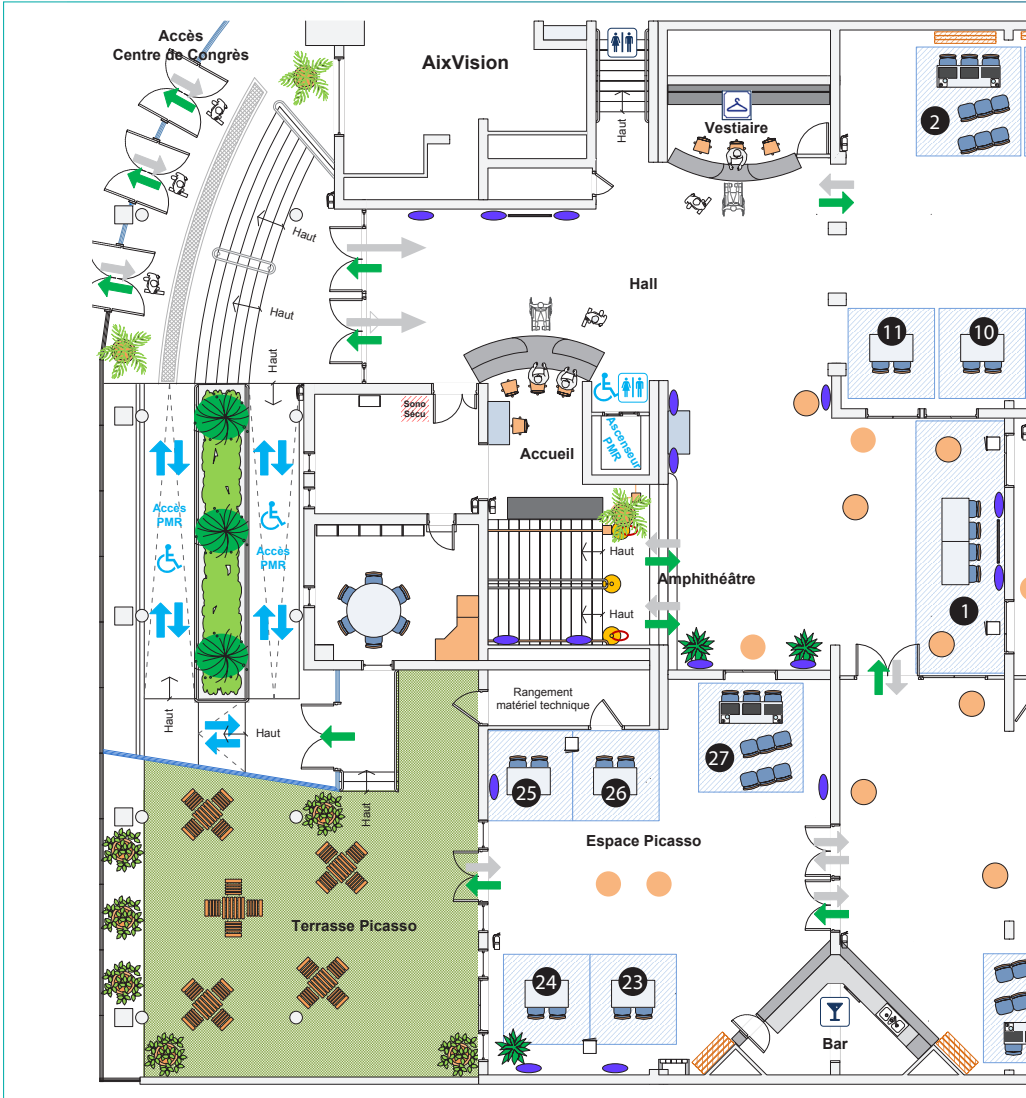 Accès
Centre de Congrès
AixVision
Haut
Vestiaire
2
Haut
Haut
Hall
Haut
11
10
Sono
Sécu
Accueil
Ascenseur
PMR
Accès
PMR
Accès
PMR
Haut
Haut
Amphithéâtre
1
Haut
Haut
Rangement
matériel technique
27
25
26
Haut
Espace Picasso
Terrasse Picasso
24
23
Bar